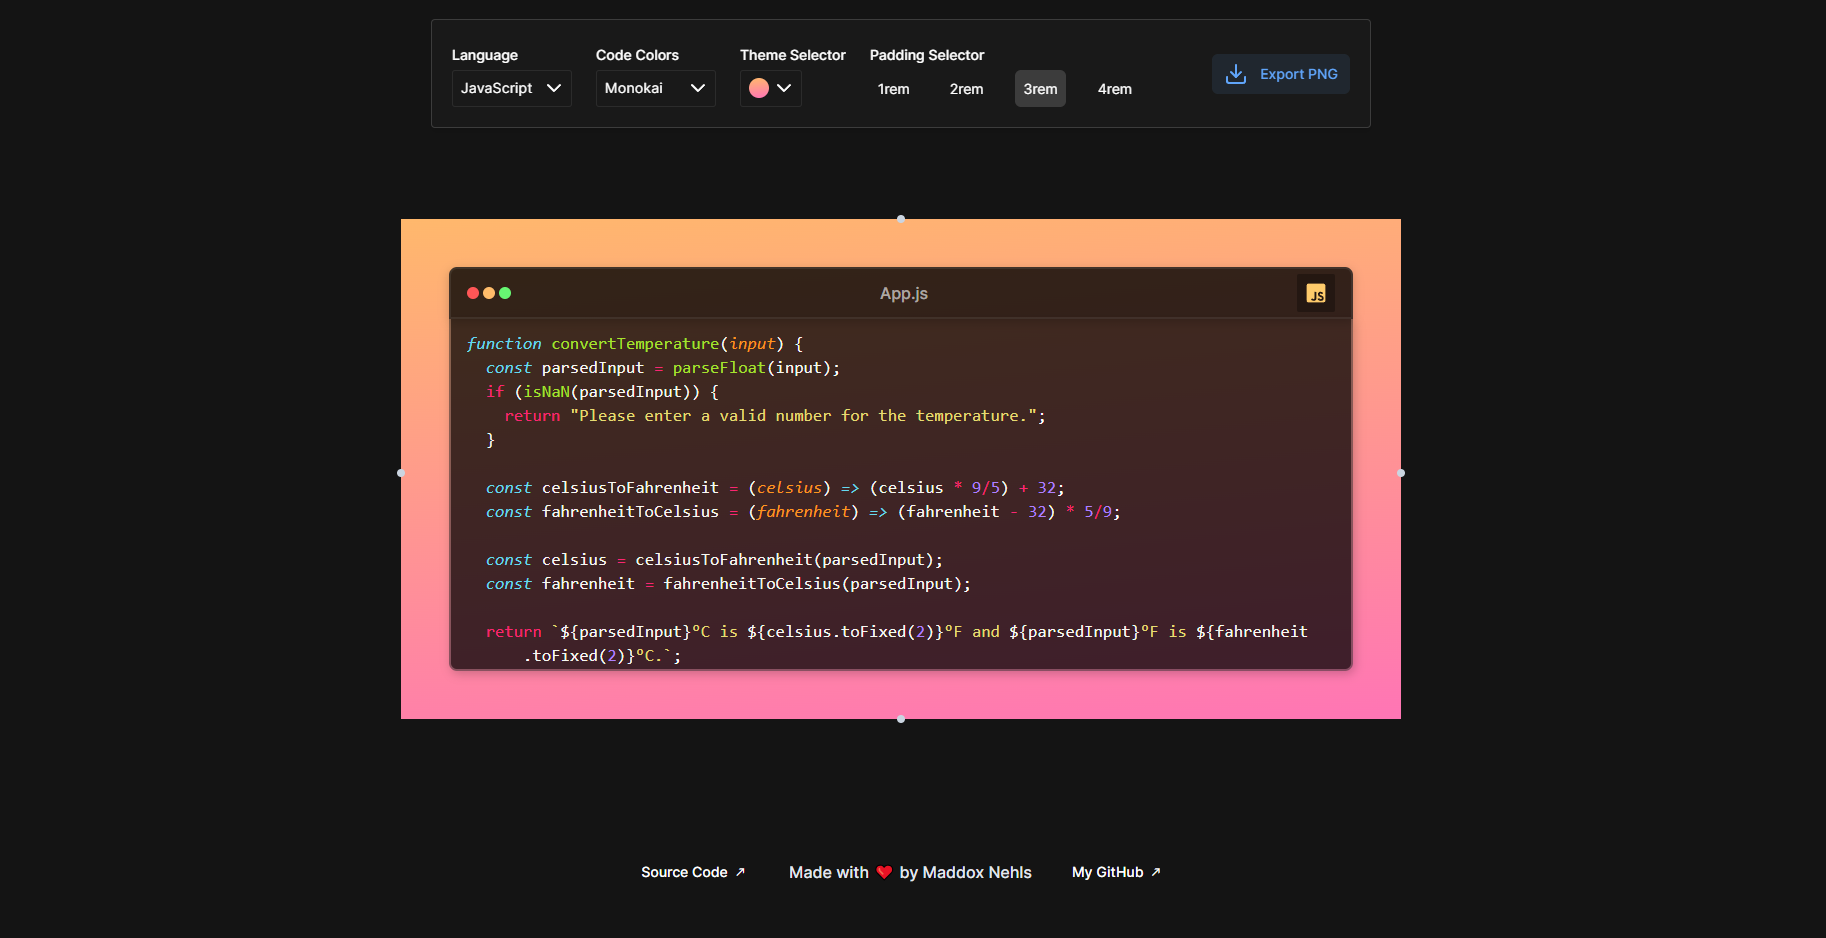 Language
Code Colors
Theme Selector
Padding Selector
JavaScript
Monokai
1rem
2rem
3rem
4rem
Export PNG
App.js
JS
function convertTemperature(input) {
  const parsedInput = parseFloat(input);
  if (isNaN(parsedInput)) {
    return "Please enter a valid number for the temperature.";
  }
  const celsiusToFahrenheit = (celsius) => (celsius * 9/5) + 32;
  const fahrenheitToCelsius = (fahrenheit) => (fahrenheit - 32) * 5/9;
  const celsius = celsiusToFahrenheit(parsedInput);
  const fahrenheit = fahrenheitToCelsius(parsedInput);
  return `${parsedInput}ºC is ${celsius.toFixed(2)}ºF and ${parsedInput}ºF is ${fahrenheit
      .toFixed(2)}ºC.`;
Source Code ↗
Made with ❤️ by Maddox Nehls
My GitHub ↗